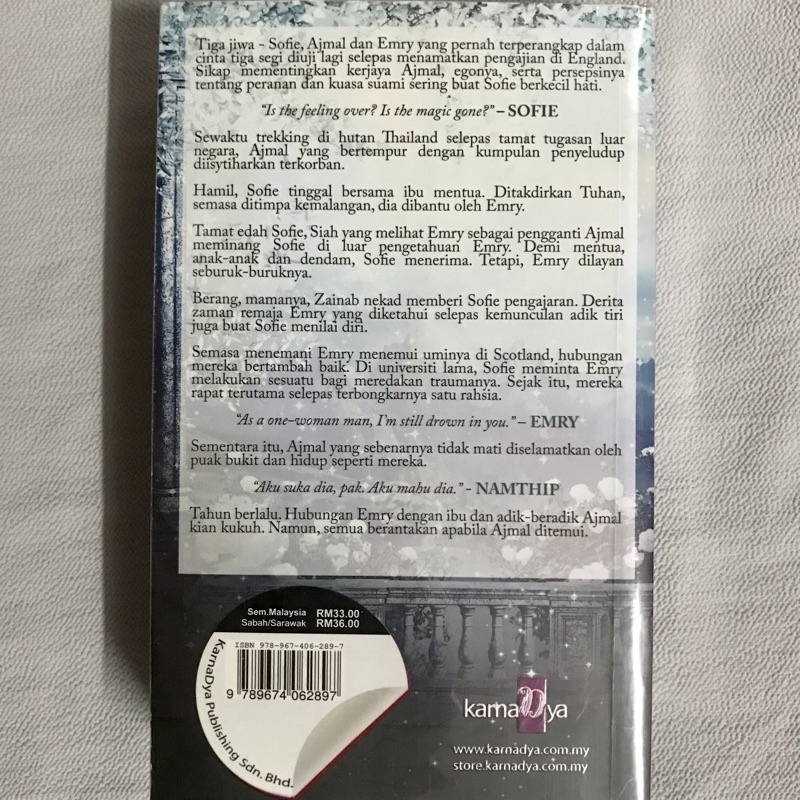 Tiga jiwa - Sofie, Ajmal dan Emry yang pernah terperangkap dalam
cinta tiga segi diuji lagi selepas menamatkan pengajian di England.
Sikap mementingkan kerjaya Ajmal, egonya, serta persepsinya
tentang peranan dan kuasa suami sering buat Sofie berkecil hati.
“Is the feeling over? Is the magic gone?” – SOFIE
Sewaktu trekking di hutan Thailand selepas tamat tugasan luar
negara, Ajmal yang bertempur dengan kumpulan penyeludup
diisytiharkan terkorban.
Hamil, Sofie tinggal bersama ibu mentua. Ditakdirkan Tuhan,
semasa ditimpa kemalangan, dia dibantu oleh Emry.
Tamat edah Sofie, Siah yang melihat Emry sebagai pengganti Ajmal
meminang Sofie di luar pengetahuan Emry. Demi mentua,
anak-anak dan dendam, Sofie menerima. Tetapi, Emry dilayan
seburuk-buruknya.
Berang, mamanya, Zainab nekad memberi Sofie pengajaran. Derita
zaman remaja Emry yang diketahui selepas kemunculan adik tiri
juga buat Sofie menilai diri.
Semasa menemani Emry menemui uminya di Scotland, hubungan
mereka bertambah baik. Di universiti lama, Sofie meminta Emry
melakukan sesuatu bagi meredakan traumanya. Sejak itu, mereka
rapat terutama selepas terbongkarnya satu rahsia.
“As a one-woman man, I'm still drown in you.” – EMRY
Sementara itu, Ajmal yang sebenarnya tidak mati diselamatkan oleh
puak bukit dan hidup seperti mereka.
“Aku suka dia, pak. Aku mahu dia.” - NAMTHIP
Tahun berlalu. Hubungan Emry dengan ibu dan adik-beradik Ajmal
kian kukuh. Namun, semua berantakan apabila Ajmal ditemui.
Sem.Malaysia RM33.00
Sabah/Sarawak RM36.00
ISBN 978-967-406-289-7
9 789674 062897
KarnaDya Publishing Sdn. Bhd.
karnaDya
www.karnadya.com.my
store.karnadya.com.my